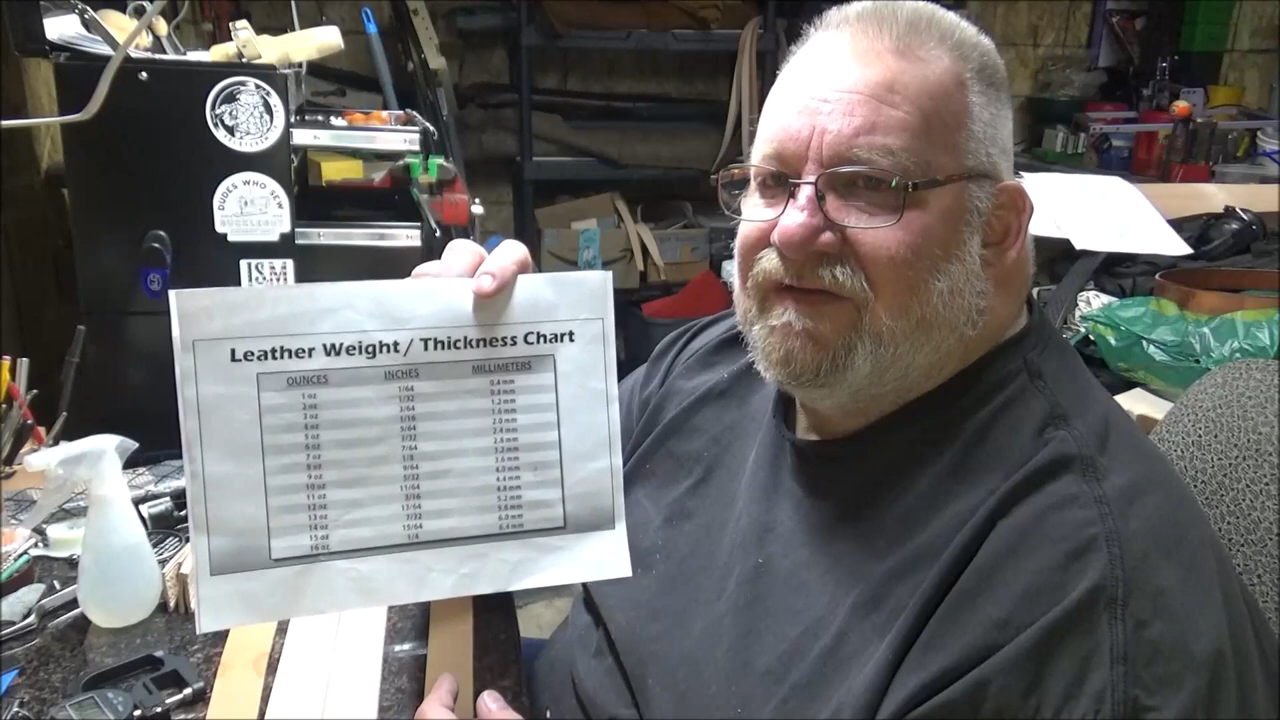 DUDES WHO SEW
BUCKLEGUY
Leather Weight / Thickness Chart
OUNCES INCHES MILLIMETERS
1 oz 1/64 0.4 mm
2 oz 1/32 0.8 mm
3 oz 3/64 1.2 mm
4 oz 1/16 1.6 mm
5 oz 5/64 2.0 mm
6 oz 3/32 2.4 mm
7 oz 7/64 2.8 mm
8 oz 1/8 3.2 mm
9 oz 9/64 3.6 mm
10 oz 5/32 4.0 mm
11 oz 11/64 4.4 mm
12 oz 3/16 4.8 mm
13 oz 13/64 5.2 mm
14 oz 7/32 5.6 mm
15 oz 15/64 6.0 mm
16 oz 1/4 6.4 mm